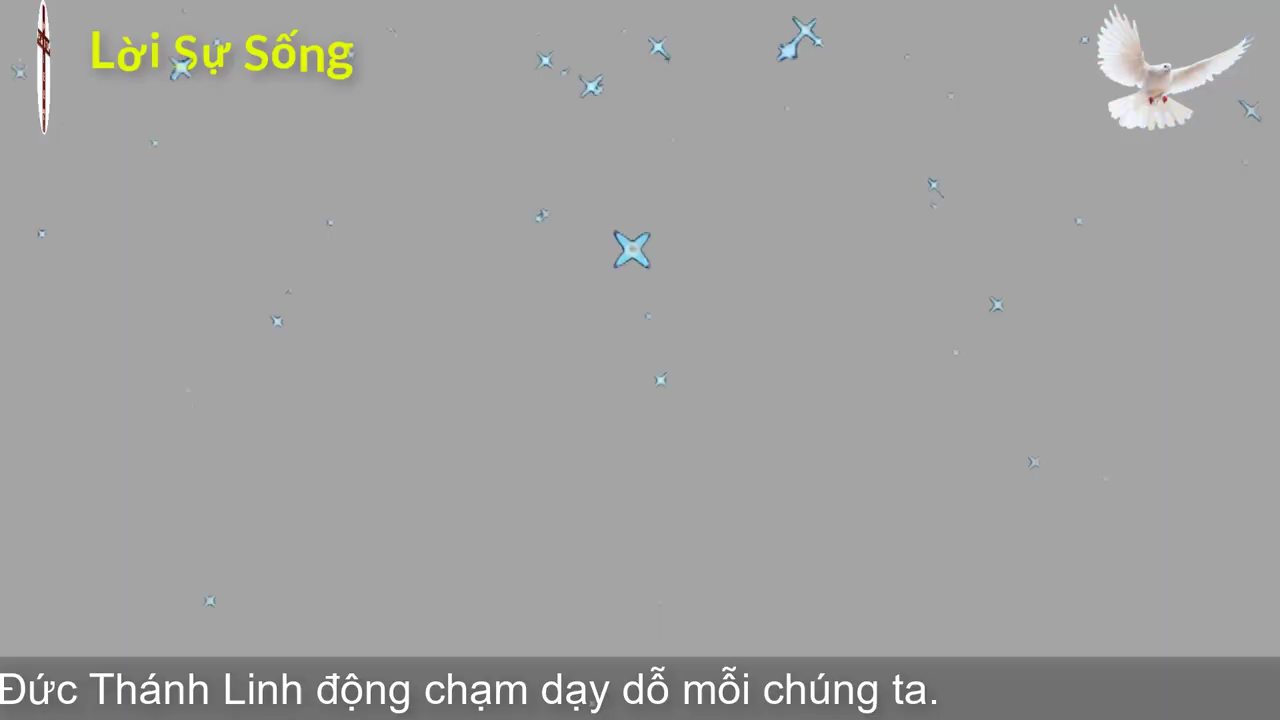 Lời Sự Sống
Đức Thánh Linh động chạm dạy dỗ mỗi chúng ta.